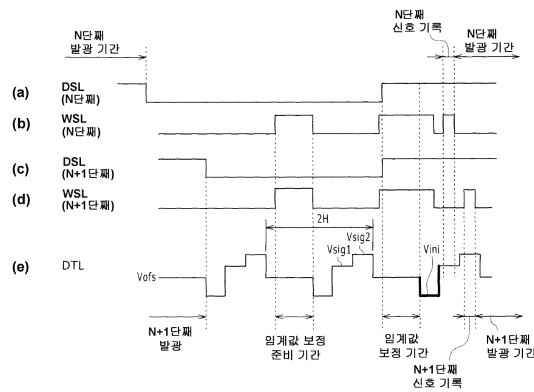 N단째
발광 기간
N단째
신호 기록
N단째
발광 기간
(a) DSL
(N단째)
(b) WSL
(N단째)
(c) DSL
(N+1단째)
(d) WSL
(N+1단째)
2H
Vsig1
Vsig2
Vini
(e) DTL
Vofs
N+1단째
발광
임계값 보정
준비 기간
임계값
보정 기간
N+1단째
신호 기록
N+1단째
발광 기간